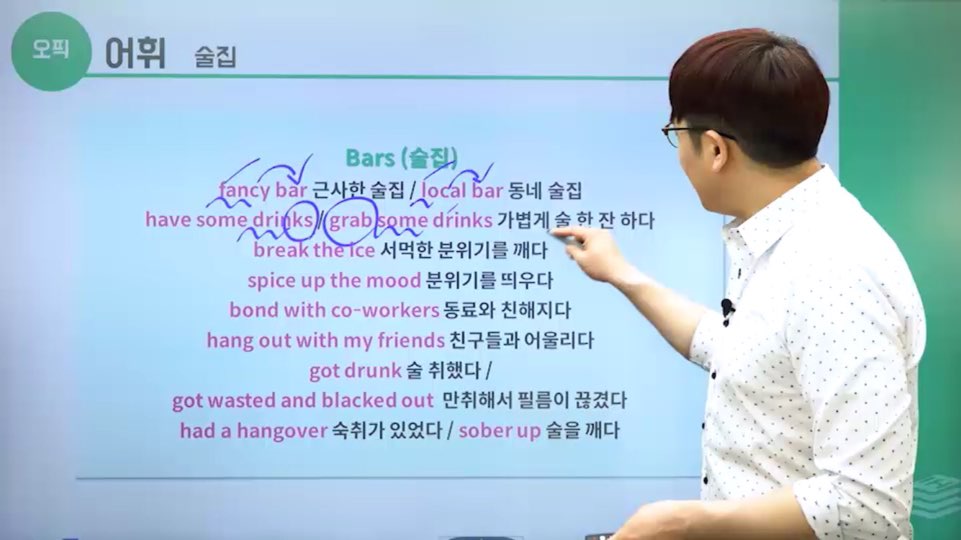 오픽
어휘 술집
Bars (술집)
fancy bar 근사한 술집 / local bar 동네 술집
have some drinks / grab some drinks 가볍게 술 한 잔 하다
break the ice 서먹한 분위기를 깨다
spice up the mood 분위기를 띄우다
bond with co-workers 동료와 친해지다
hang out with my friends 친구들과 어울리다
got drunk 술 취했다 /
got wasted and blacked out 만취해서 필름이 끊겼다
had a hangover 숙취가 있었다 / sober up 술을 깨다